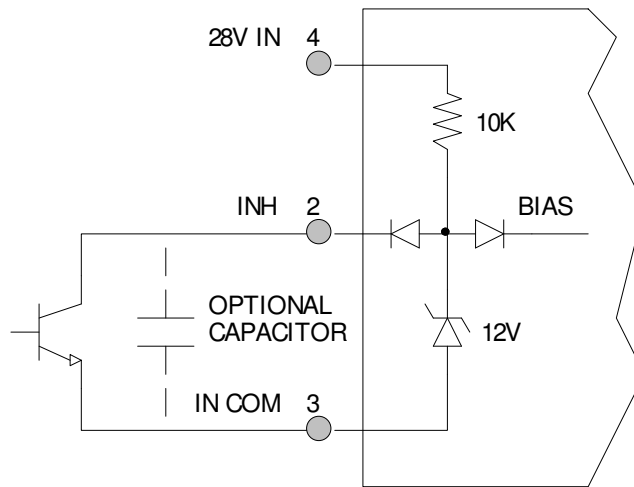 28V IN 4
10K
INH 2
BIAS
OPTIONAL
CAPACITOR
12V
IN COM 3